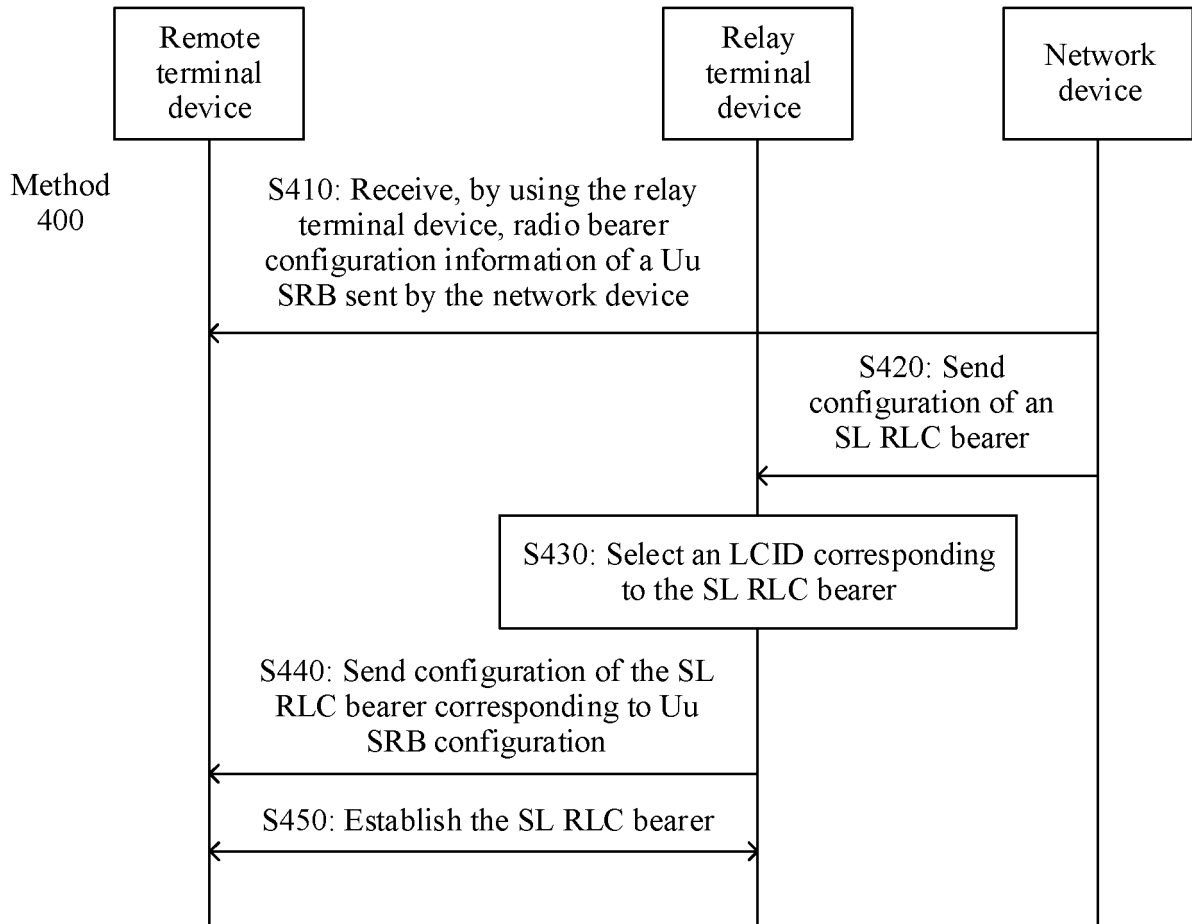 Remote
terminal
device
Relay
terminal
device
Network
device
Method
400
S410: Receive, by using the relay
terminal device, radio bearer
configuration information of a Uu
SRB sent by the network device
S420: Send
configuration of an
SL RLC bearer
S430: Select an LCID corresponding
to the SL RLC bearer
S440: Send configuration of the SL
RLC bearer corresponding to Uu
SRB configuration
S450: Establish the SL RLC bearer